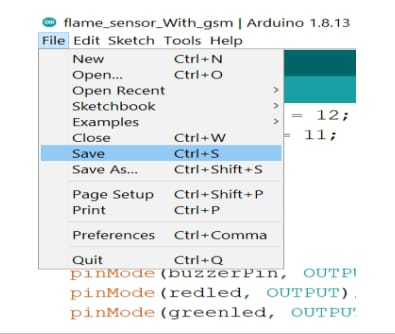 flame_sensor_With_gsm | Arduino 1.8.13
File Edit Sketch Tools Help
New Ctrl+N
Open... Ctrl+O
Open Recent >
Sketchbook >
Examples >
= 12;
Close Ctrl+W
= 11;
Save Ctrl+S
Save As... Ctrl+Shift+S
Page Setup Ctrl+Shift+P
Print Ctrl+P
Preferences Ctrl+Comma
Quit Ctrl+Q
pinMode(buzzerPin, OUTPU
pinMode(redled, OUTPUT)
pinMode(greenled, OUTPU